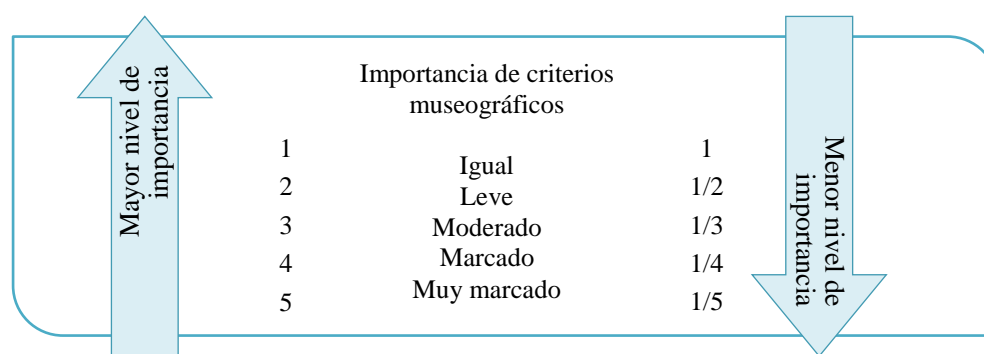 Mayor nivel de
importancia
Importancia de criterios
museográficos
1
2
3
4
5
Igual
Leve
Moderado
Marcado
Muy marcado
1
1/2
1/3
1/4
1/5
Menor nivel de
importancia